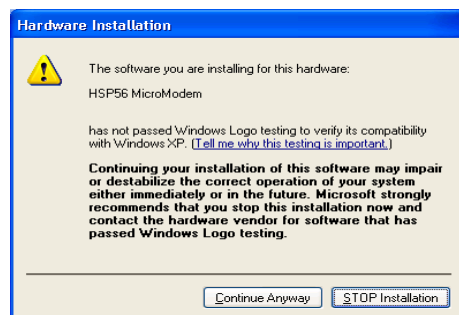 Hardware Installation
The software you are installing for this hardware:
HSP56 MicroModem
has not passed Windows Logo testing to verify its compatibility
with Windows XP. (Tell me why this testing is important.)
Continuing your installation of this software may impair
or destabilize the correct operation of your system
either immediately or in the future. Microsoft strongly
recommends that you stop this installation now and
contact the hardware vendor for software that has
passed Windows Logo testing.
Continue Anyway STOP Installation